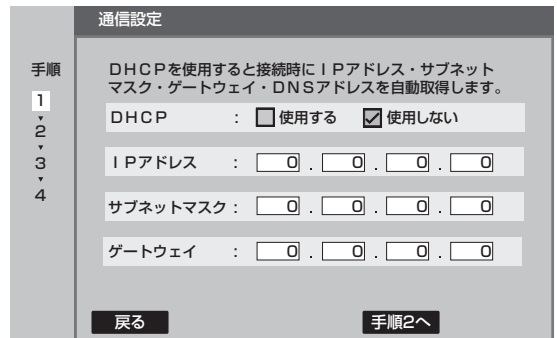 通信設定
手順
1
2
3
4
DHCPを使用すると接続時にIPアドレス・サブネット
マスク・ゲートウェイ・DNSアドレスを自動取得します。
DHCP : 使用する 使用しない
IPアドレス : 0 . 0 . 0 . 0
サブネットマスク : 0 . 0 . 0 . 0
ゲートウェイ : 0 . 0 . 0 . 0
戻る 手順2へ